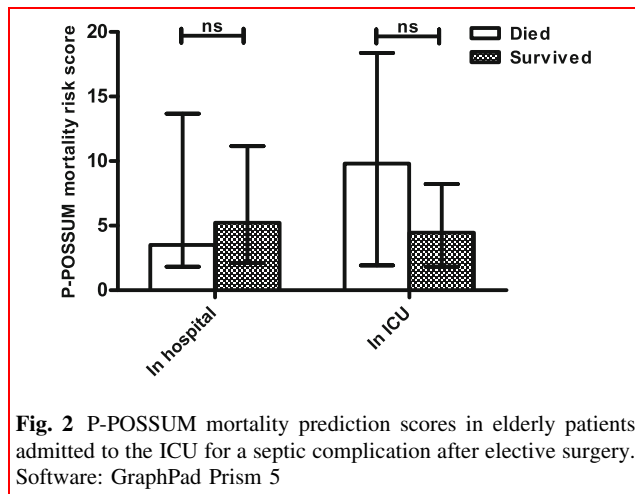 20
15
10
5
0
P-POSSUM mortality risk score
ns
ns
Died
Survived
In hospital
In ICU
Fig. 2 P-POSSUM mortality prediction scores in elderly patients
admitted to the ICU for a septic complication after elective surgery.
Software: GraphPad Prism 5